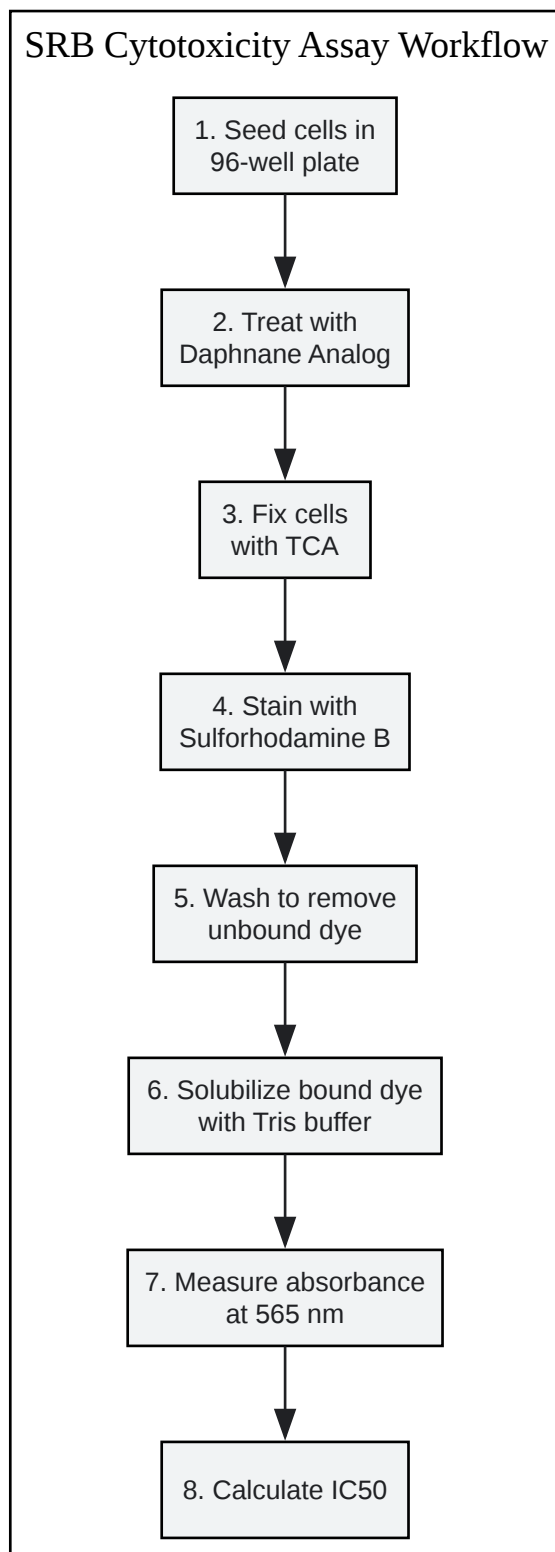 SRB Cytotoxicity Assay Workflow
1. Seed cells in
96-well plate
2. Treat with
Daphnane Analog
3. Fix cells
with TCA
4. Stain with
Sulforhodamine B
5. Wash to remove
unbound dye
6. Solubilize bound dye
with Tris buffer
7. Measure absorbance
at 565 nm
8. Calculate IC50